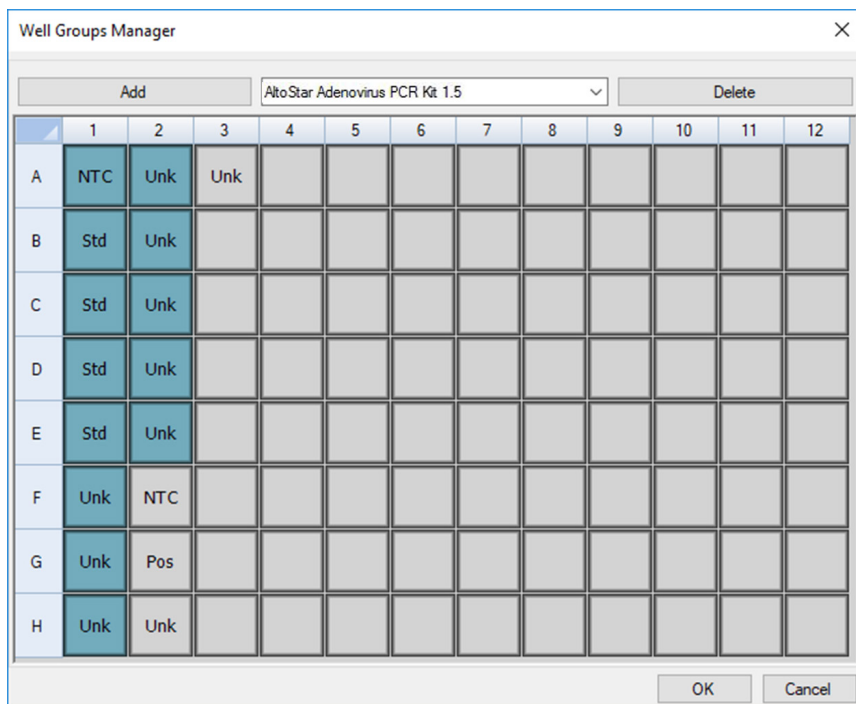 Well Groups Manager
Add AltoStar Adenovirus PCR Kit 1.5 Delete
1 2 3 4 5 6 7 8 9 10 11 12
A NTC Unk Unk
B Std Unk
C Std Unk
D Std Unk
E Std Unk
F Unk NTC
G Unk Pos
H Unk Unk
OK Cancel